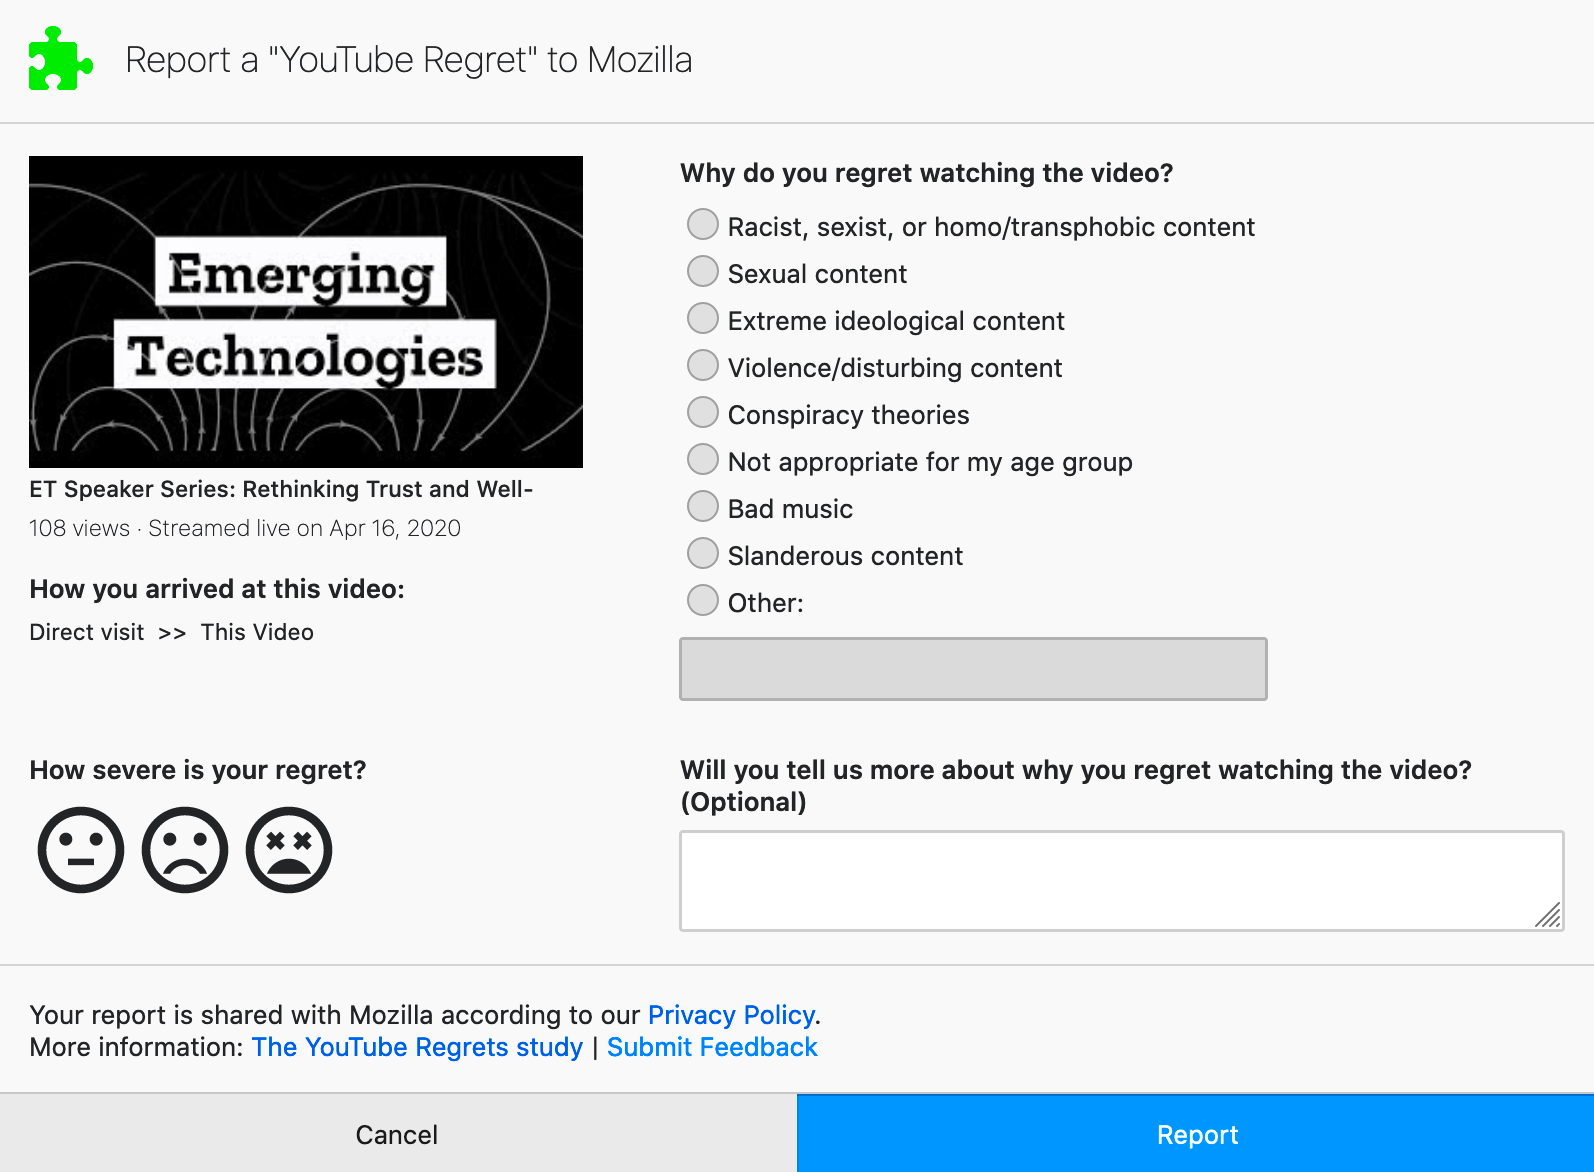 Report a "YouTube Regret" to Mozilla
Emerging
Technologies
ET Speaker Series: Rethinking Trust and Well-
108 views · Streamed live on Apr 16, 2020
How you arrived at this video:
Direct visit >> This Video
How severe is your regret?
Why do you regret watching the video?
Racist, sexist, or homo/transphobic content
Sexual content
Extreme ideological content
Violence/disturbing content
Conspiracy theories
Not appropriate for my age group
Bad music
Slanderous content
Other:
Will you tell us more about why you regret watching the video?
(Optional)
Your report is shared with Mozilla according to our Privacy Policy.
More information: The YouTube Regrets study | Submit Feedback
Cancel
Report